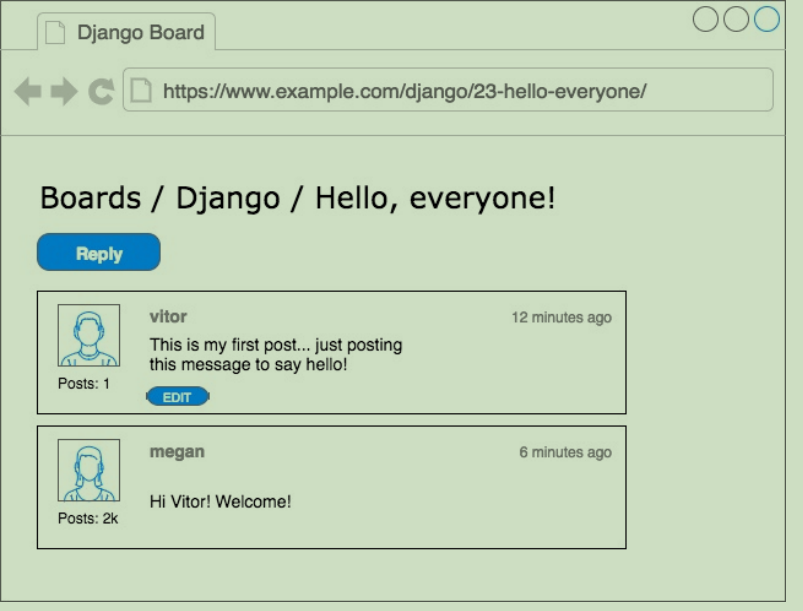 Django Board
https://www.example.com/django/23-hello-everyone/
Boards / Django / Hello, everyone!
Reply
vitor
12 minutes ago
This is my first post... just posting
this message to say hello!
Posts: 1
EDIT
megan
6 minutes ago
Hi Vitor! Welcome!
Posts: 2k